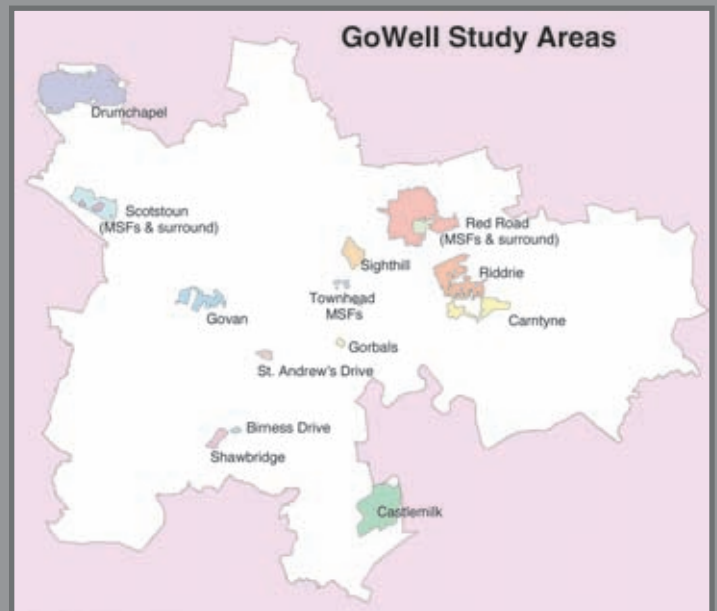 GoWell Study Areas
Drumchapel
Scotstoun
(MSFs & surround)
Red Road
(MSFs & surround)
Sighthill
Riddrie
Townhead
MSFs
Govan
Carntyne
Gorbals
St. Andrew's Drive
Birness Drive
Shawbridge
Castlemilk